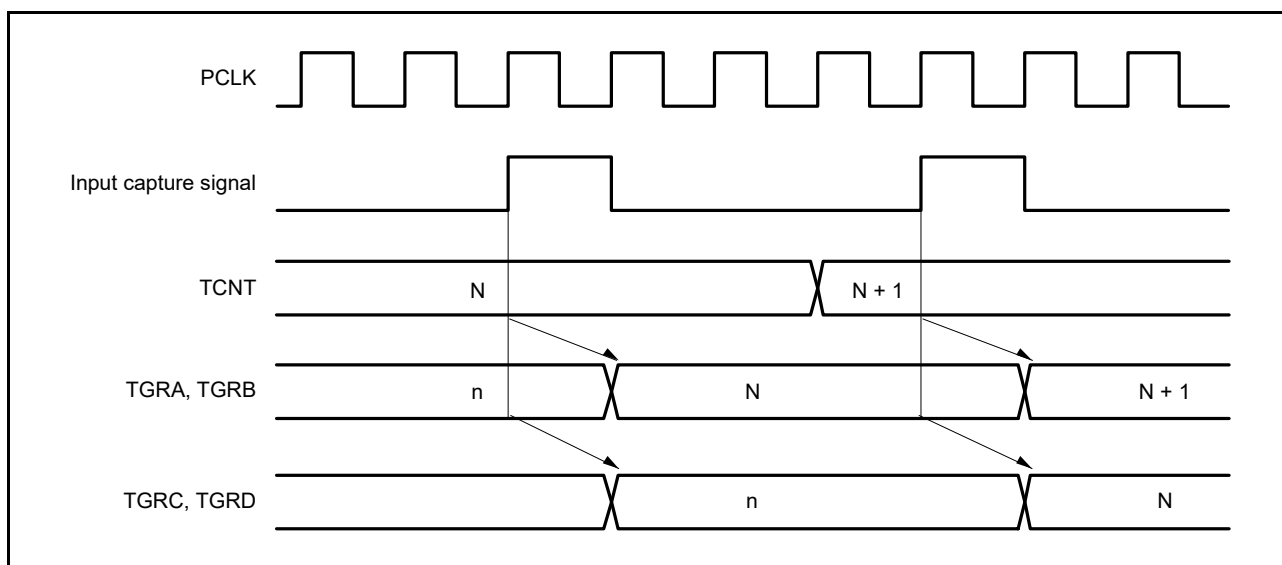 PCLK
Input capture signal
TCNT
N
N + 1
TGRA, TGRB
n
N
N + 1
TGRC, TGRD
n
N